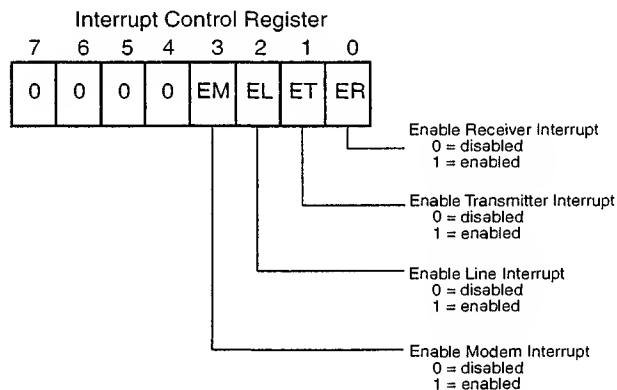 Interrupt Control Register
7 6 5 4 3 2 1 0
0 0 0 0 EM EL ET ER
Enable Receiver Interrupt
0 = disabled
1 = enabled
Enable Transmitter Interrupt
0 = disabled
1 = enabled
Enable Line Interrupt
0 = disabled
1 = enabled
Enable Modem Interrupt
0 = disabled
1 = enabled